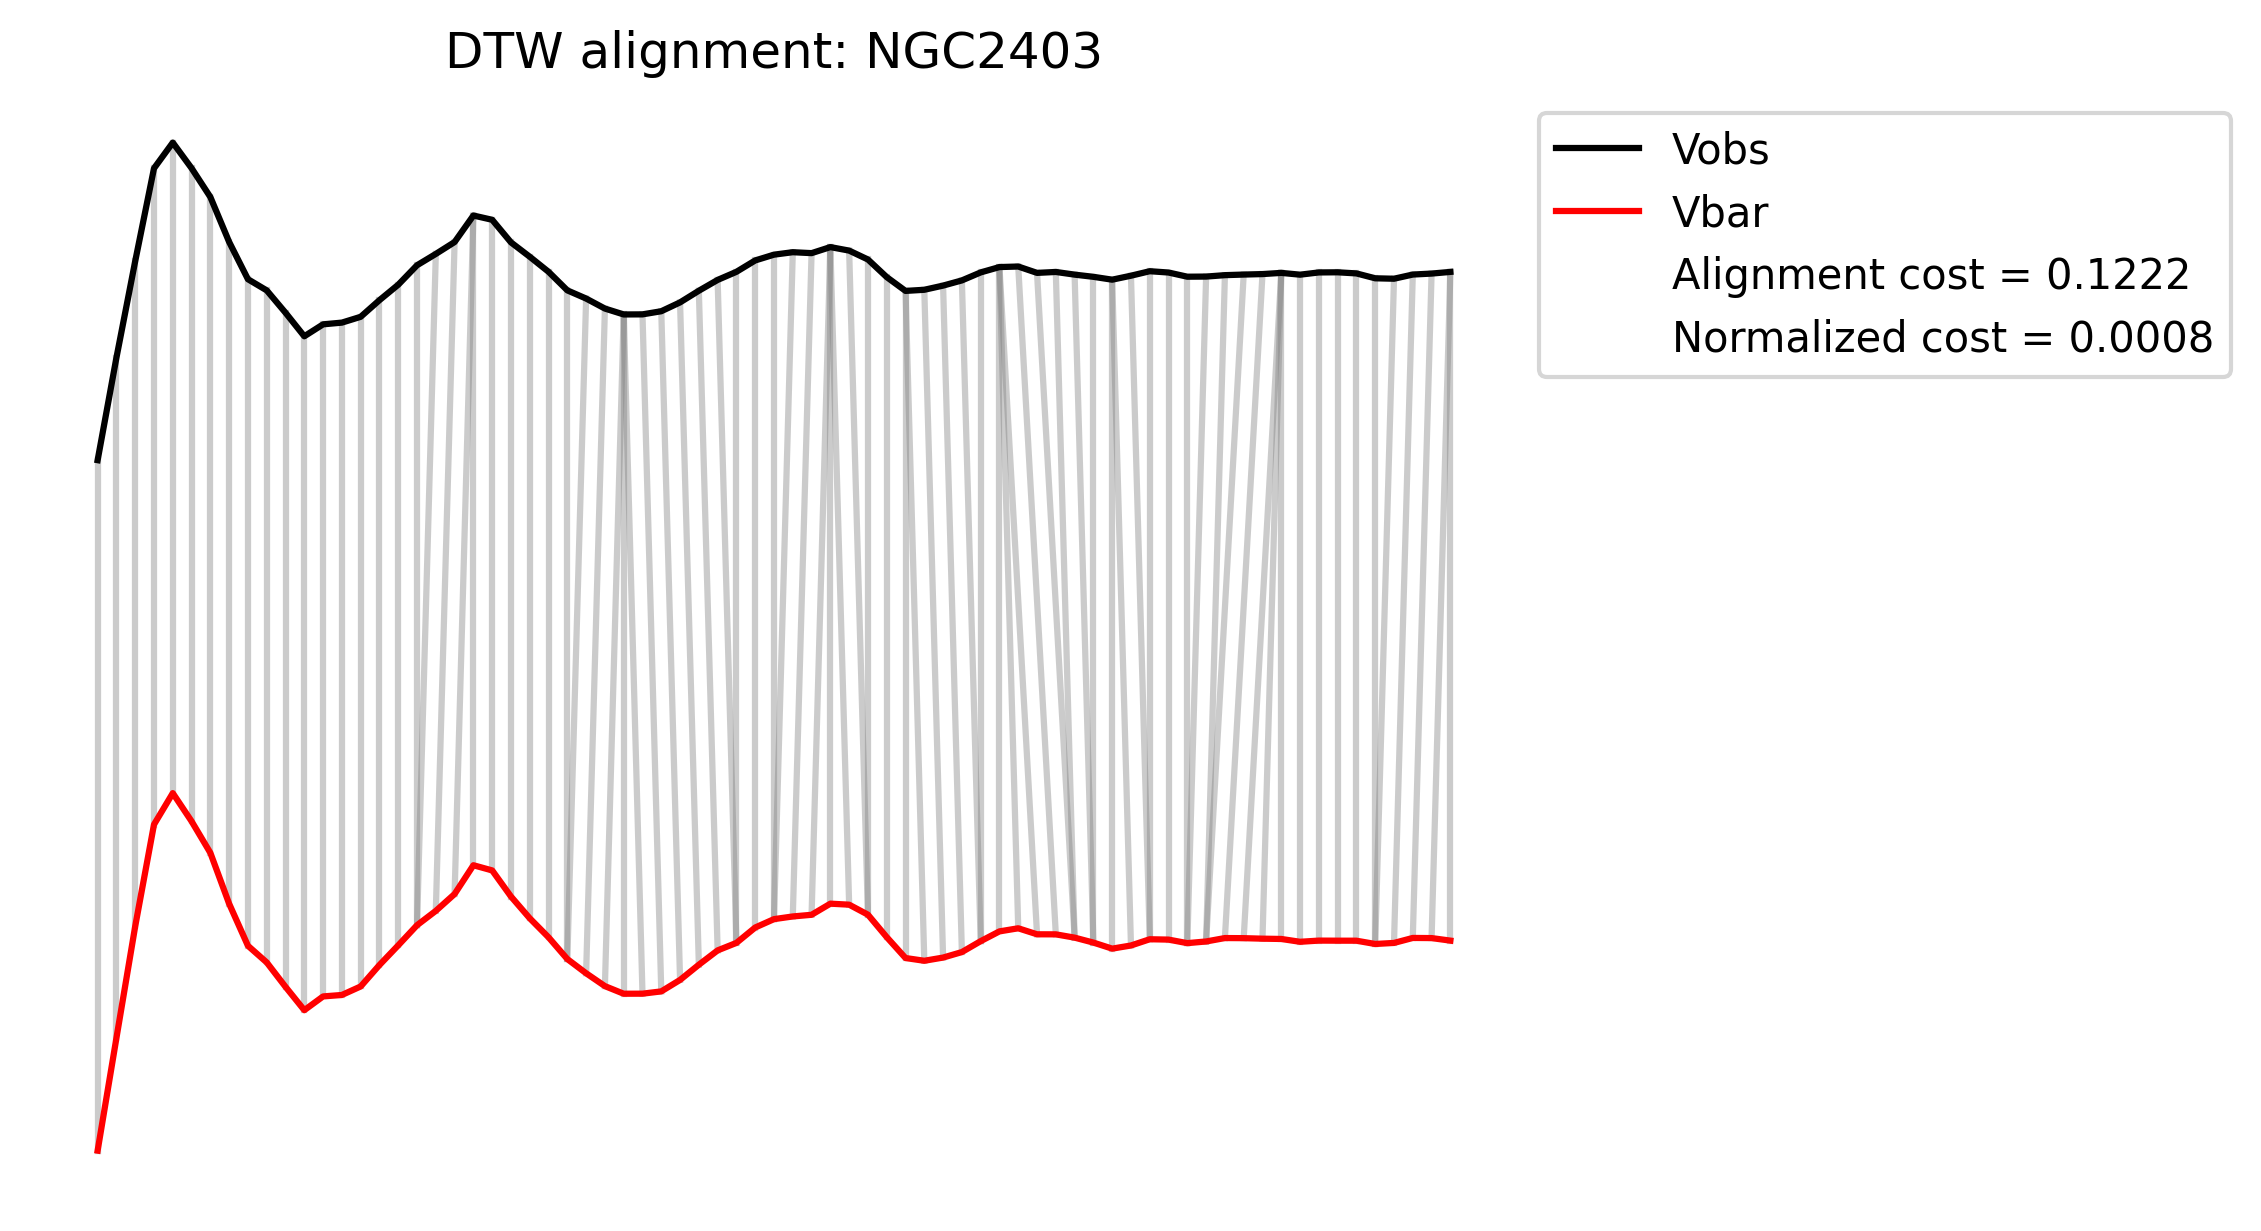 DTW alignment: NGC2403
Vobs
Vbar
Alignment cost = 0.1222
Normalized cost = 0.0008